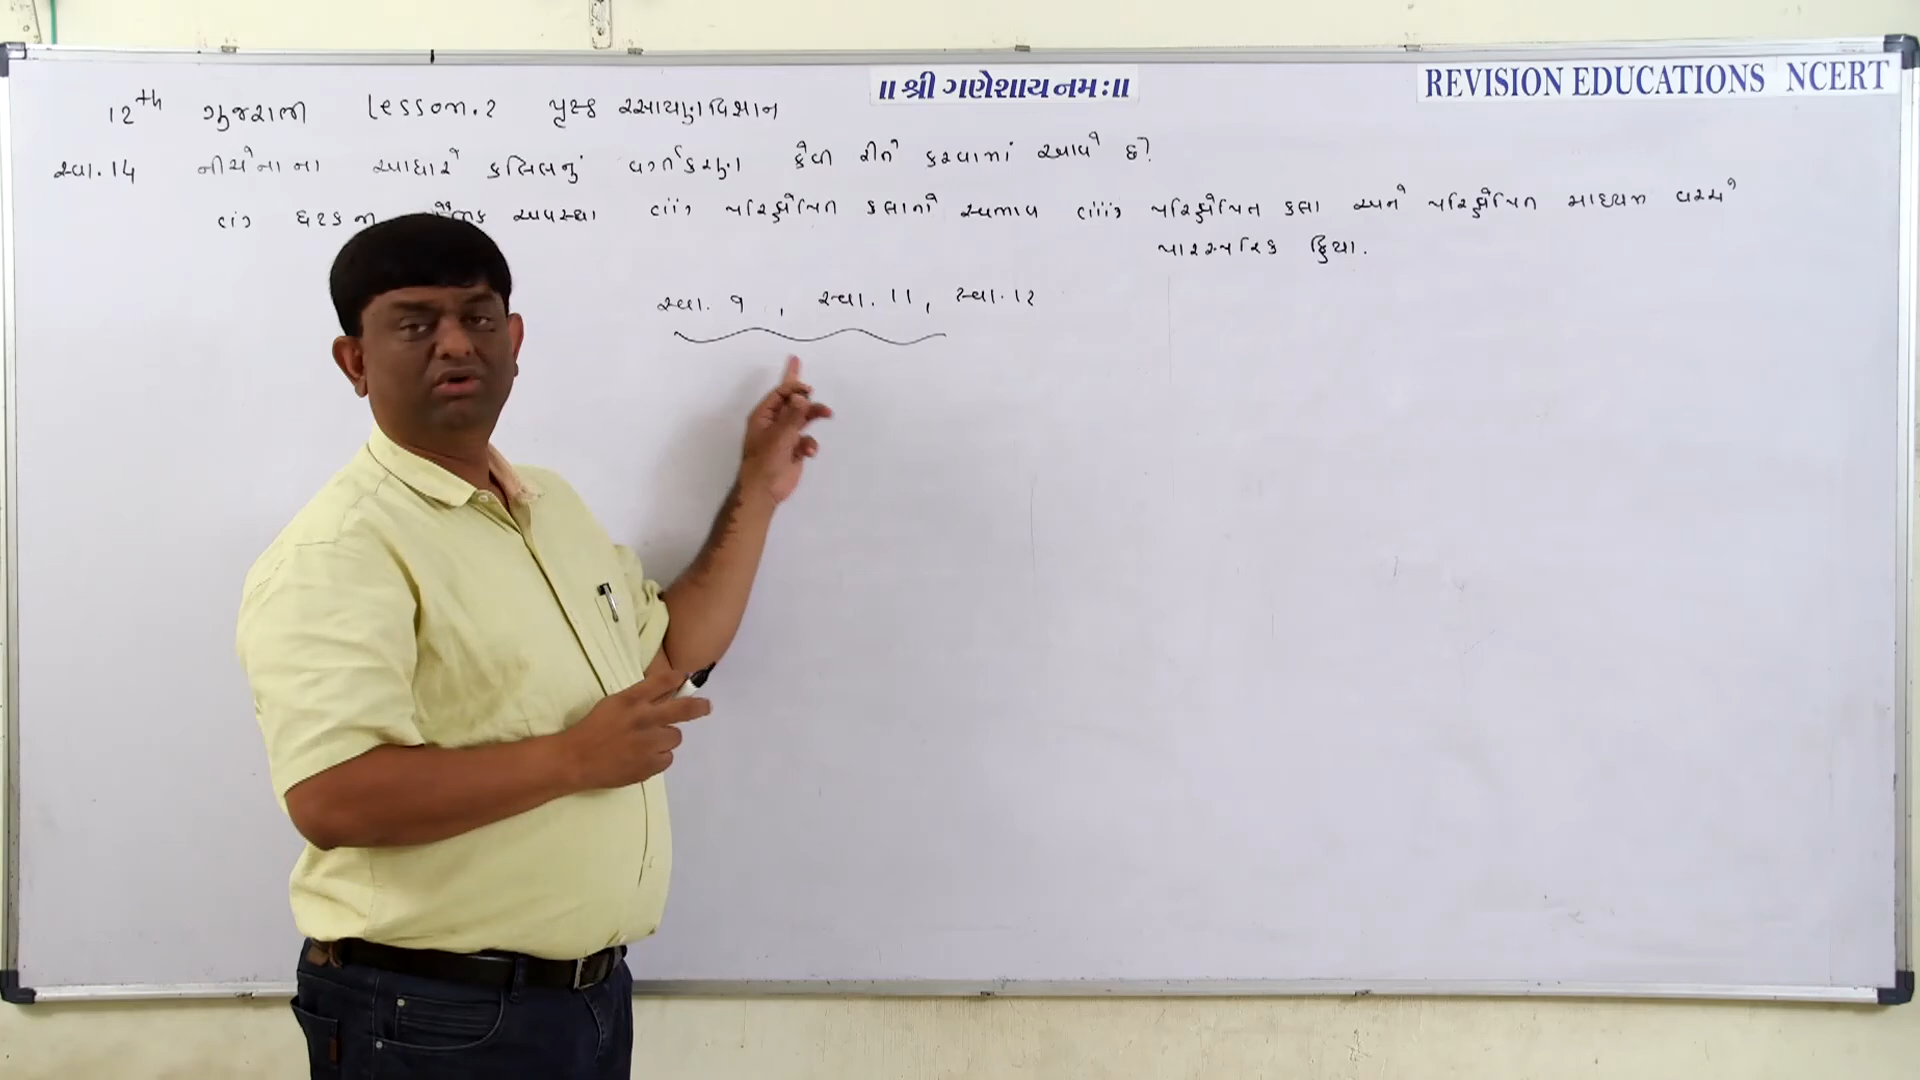 ॥ શ્રી ગણેશાય નમઃ॥
REVISION EDUCATIONS NCERT
12th ગુજરાતી Lesson.2 પૃષ્ઠ રસાયણવિજ્ઞાન
સ્વા.14 નીચેનાના આધારે કલિલનું વર્ગીકરણ કેવી રીતે કરવામાં આવે છે?
(i) ઘટકના અવસ્થા (ii) પરિક્ષેપિત કલાનો સ્વભાવ (iii) પરિક્ષેપિત કલા અને પરિક્ષેપિત માધ્યમ વચ્ચે
પારસ્પરિક ક્રિયા.
સ્વા. 9 , સ્વા. 11, સ્વા.12